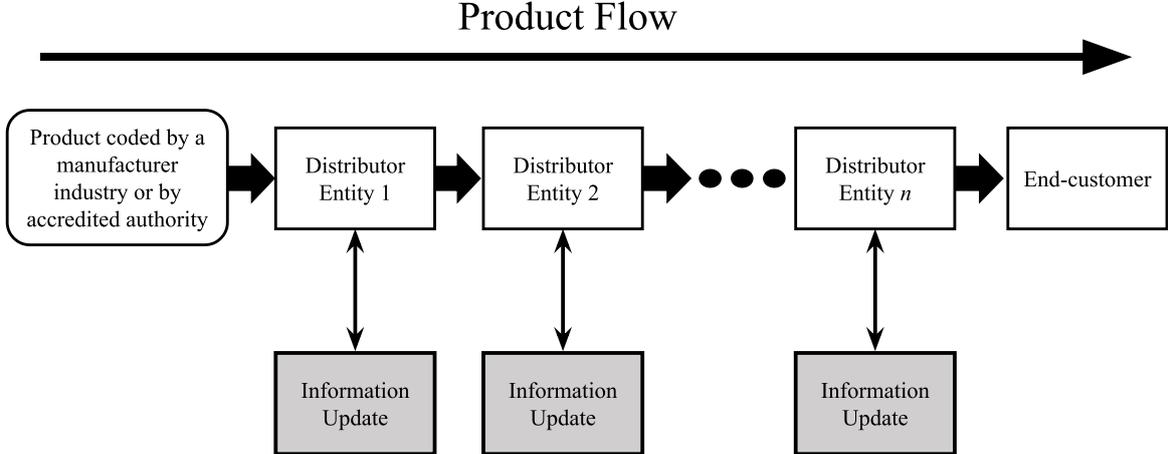 Product Flow
Product coded by a
manufacturer
industry or by
accredited authority
Distributor
Entity 1
Distributor
Entity 2
Distributor
Entity n
End-customer
Information
Update
Information
Update
Information
Update